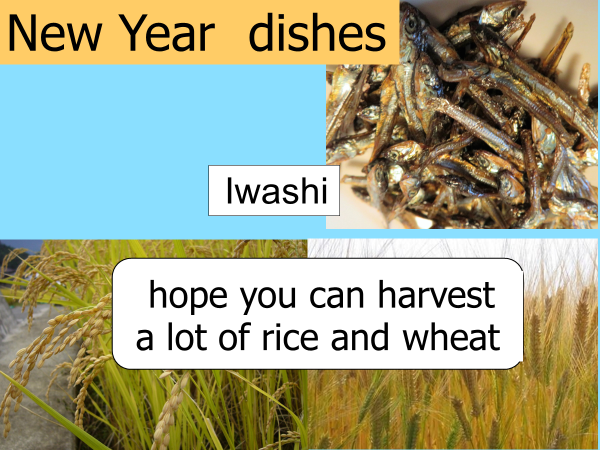 New Year dishes
Iwashi
hope you can harvest
a lot of rice and wheat